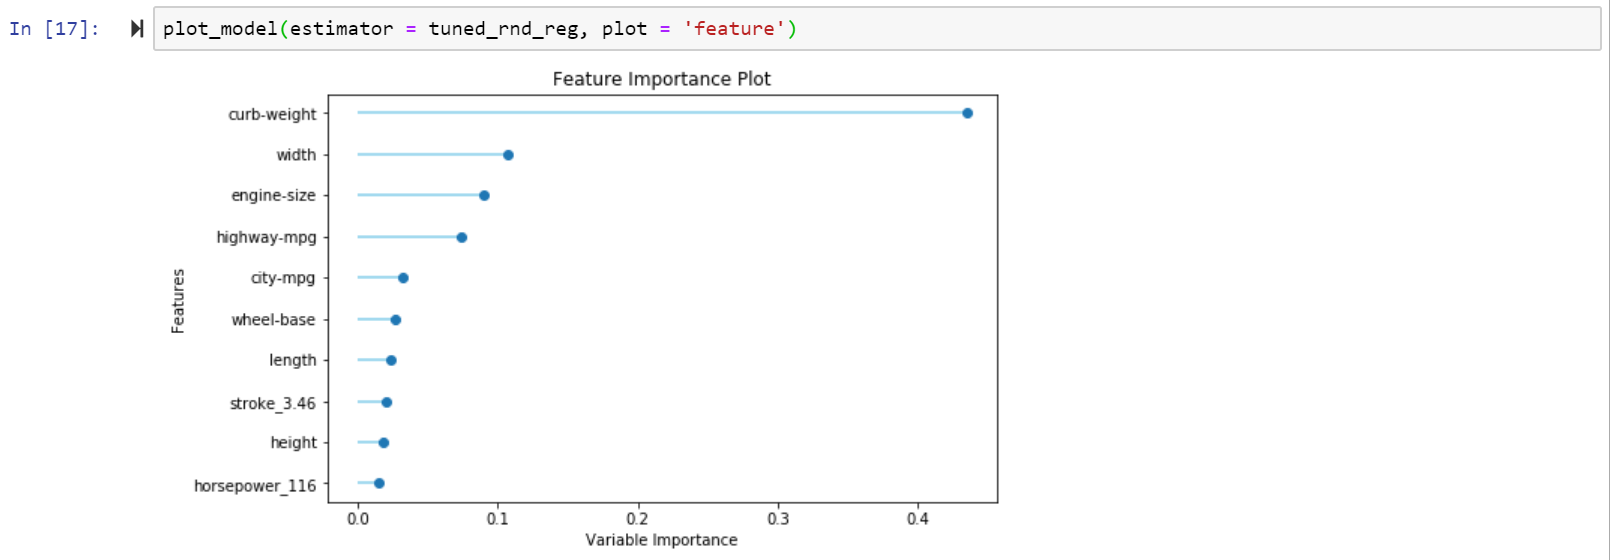 In [17]: plot_model(estimator = tuned_rnd_reg, plot = 'feature')
Feature Importance Plot
curb-weight
width
engine-size
highway-mpg
city-mpg
wheel-base
length
stroke_3.46
height
horsepower_116
Features
0.0 0.1 0.2 0.3 0.4
Variable Importance